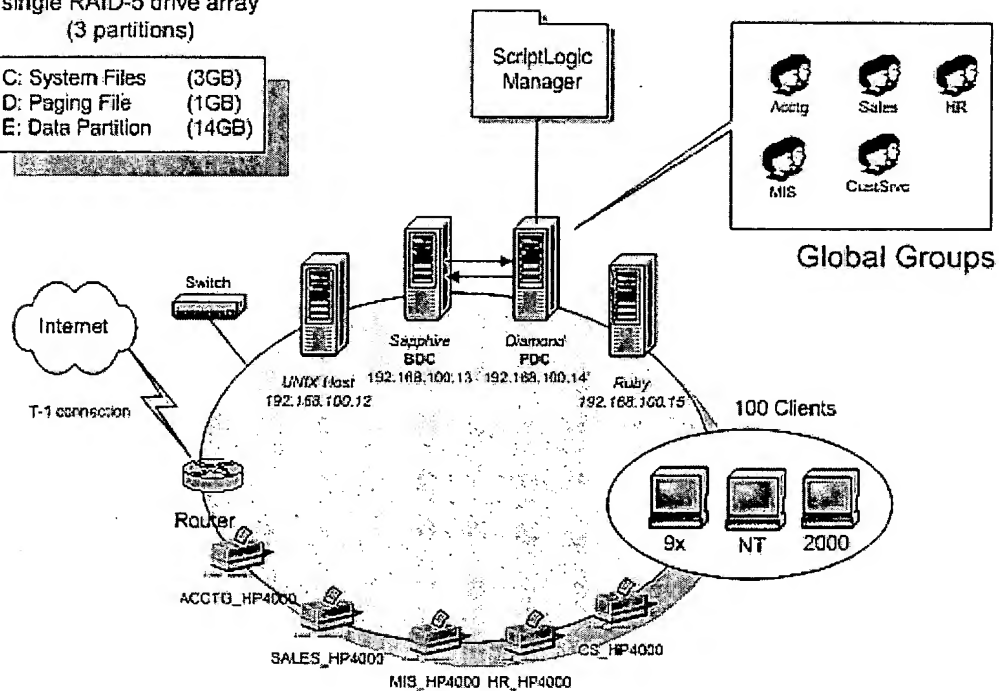 single RAID-5 drive array
(3 partitions)
C: System Files (3GB)
D: Paging File (1GB)
E: Data Partition (14GB)
ScriptLogic
Manager
Acctg Sales HR
MIS CustSrvc
Global Groups
Switch
Internet
T-1 connection
Router
UNIX Host
192.168.100.12
Sapphire
BDC
192.168.100.13
Diamond
PDC
192.168.100.14
Ruby
192.168.100.15
100 Clients
9x NT 2000
ACCTG_HP4000
SALES_HP4000
MIS_HP4000
HR_HP4000
CS_HP4000